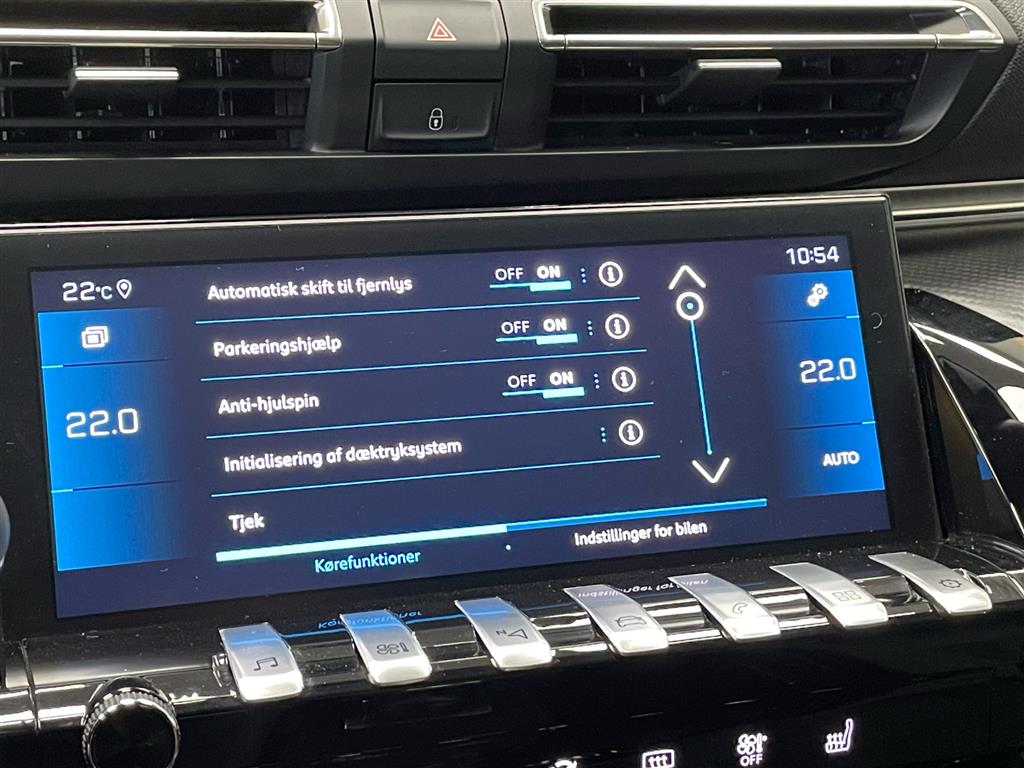 10:54
22°C
Automatisk skift til fjernlys OFF ON
Parkeringshjælp OFF ON
Anti-hjulspin OFF ON
Initialisering af dæktryksystem
Tjek
22.0
22.0
AUTO
Kørefunktioner
Indstillinger for bilen
N
OFF